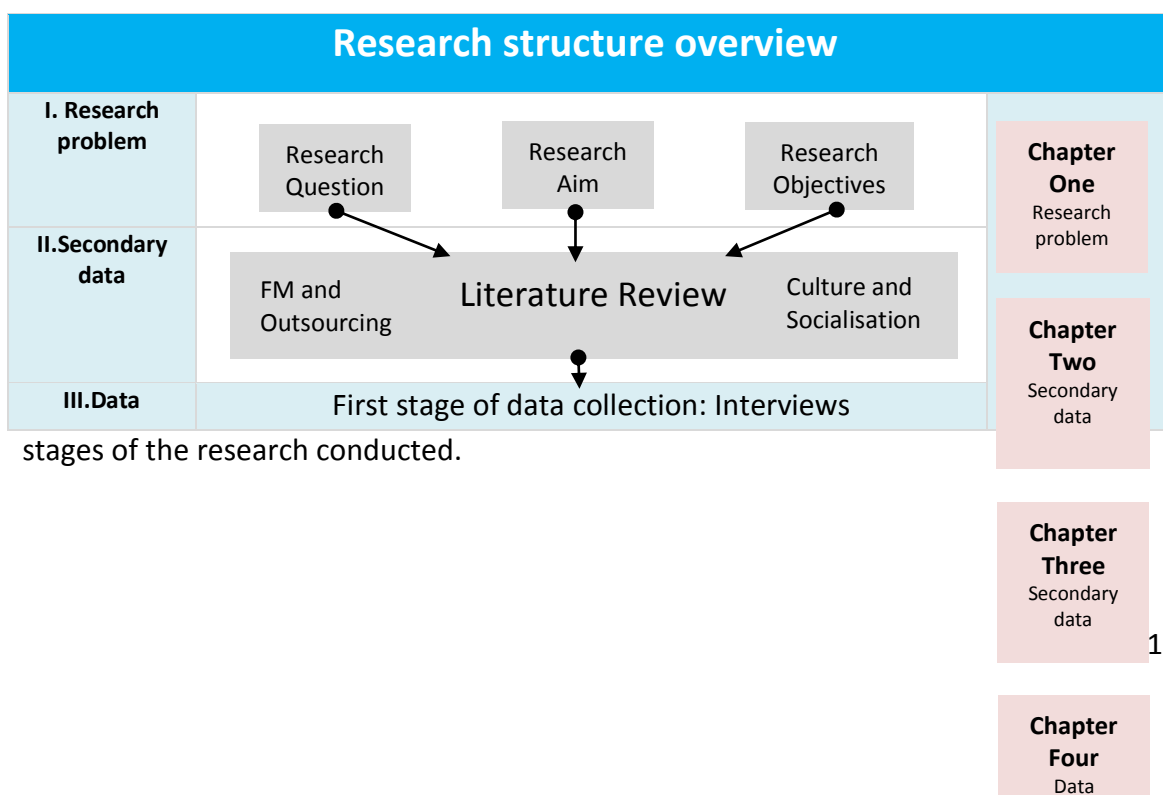 Research structure overview
I. Research
problem
Research
Question
Research
Aim
Research
Objectives
Chapter
One
Research
problem
II.Secondary
data
FM and
Outsourcing
Literature Review
Culture and
Socialisation
Chapter
Two
Secondary
data
III.Data
First stage of data collection: Interviews
stages of the research conducted.
Chapter
Three
Secondary
data
1
Chapter
Four
Data